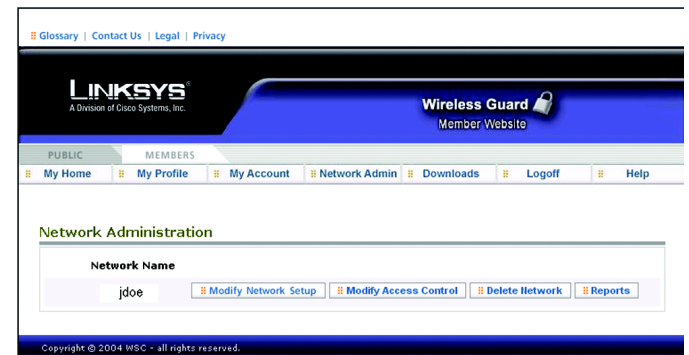 Glossary | Contact Us | Legal | Privacy
LINKSYS®
A Division of Cisco Systems, Inc.
Wireless Guard
Member Website
PUBLIC MEMBERS
My Home My Profile My Account Network Admin Downloads Logoff Help
Network Administration
Network Name
jdoe Modify Network Setup Modify Access Control Delete Network Reports
Copyright © 2004 WSC - all rights reserved.